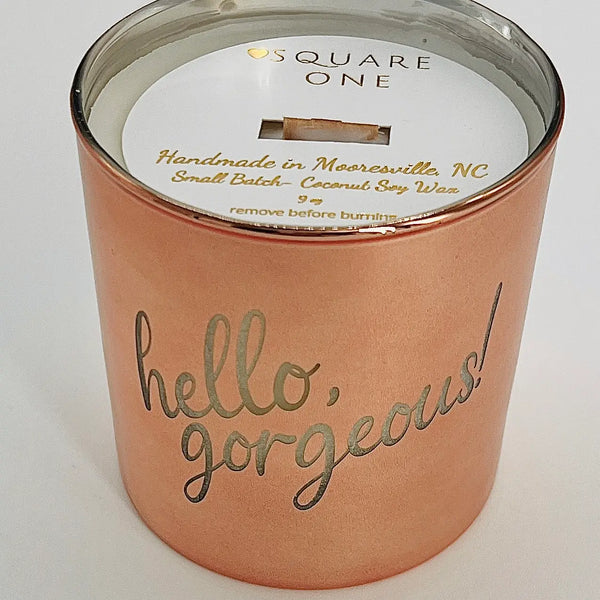 SQUARE
ONE
Handmade in Mooresville, NC
Small Batch- Coconut Soy Wax
9 oz
remove before burning
hello,
gorgeous!